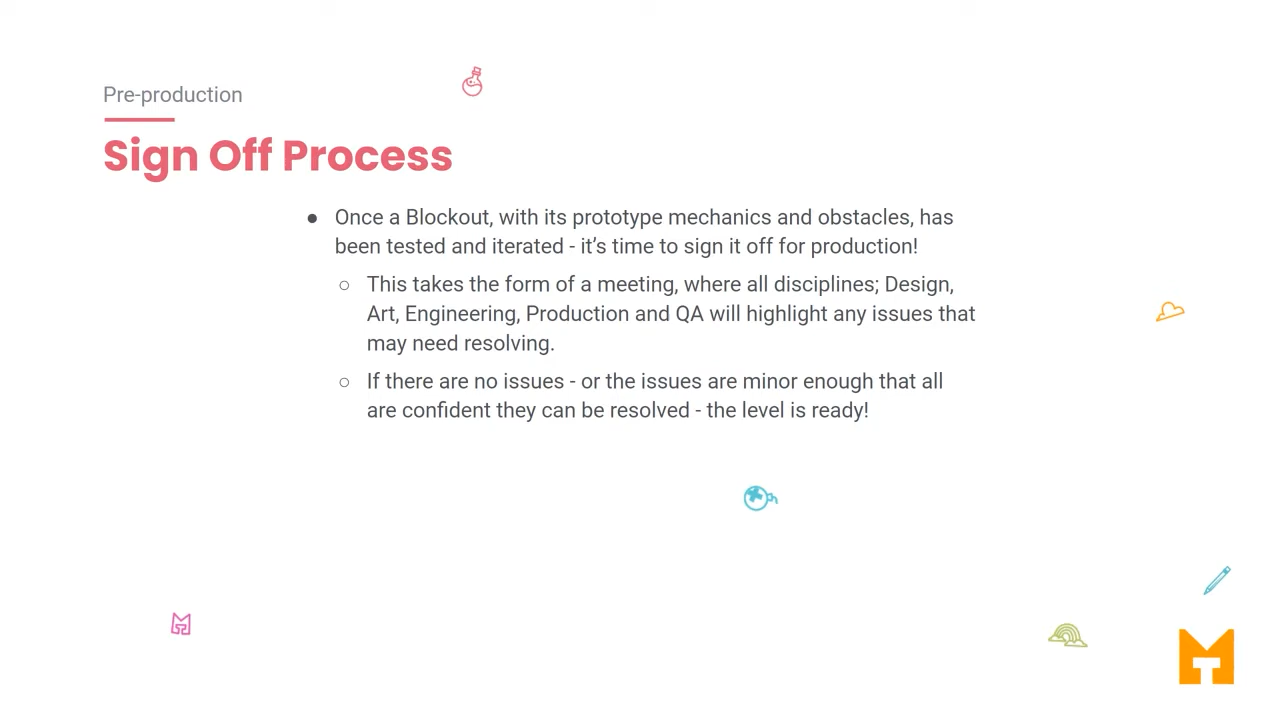 Pre-production
Sign Off Process
● Once a Blockout, with its prototype mechanics and obstacles, has
been tested and iterated - it’s time to sign it off for production!
○ This takes the form of a meeting, where all disciplines; Design,
Art, Engineering, Production and QA will highlight any issues that
may need resolving.
○ If there are no issues - or the issues are minor enough that all
are confident they can be resolved - the level is ready!